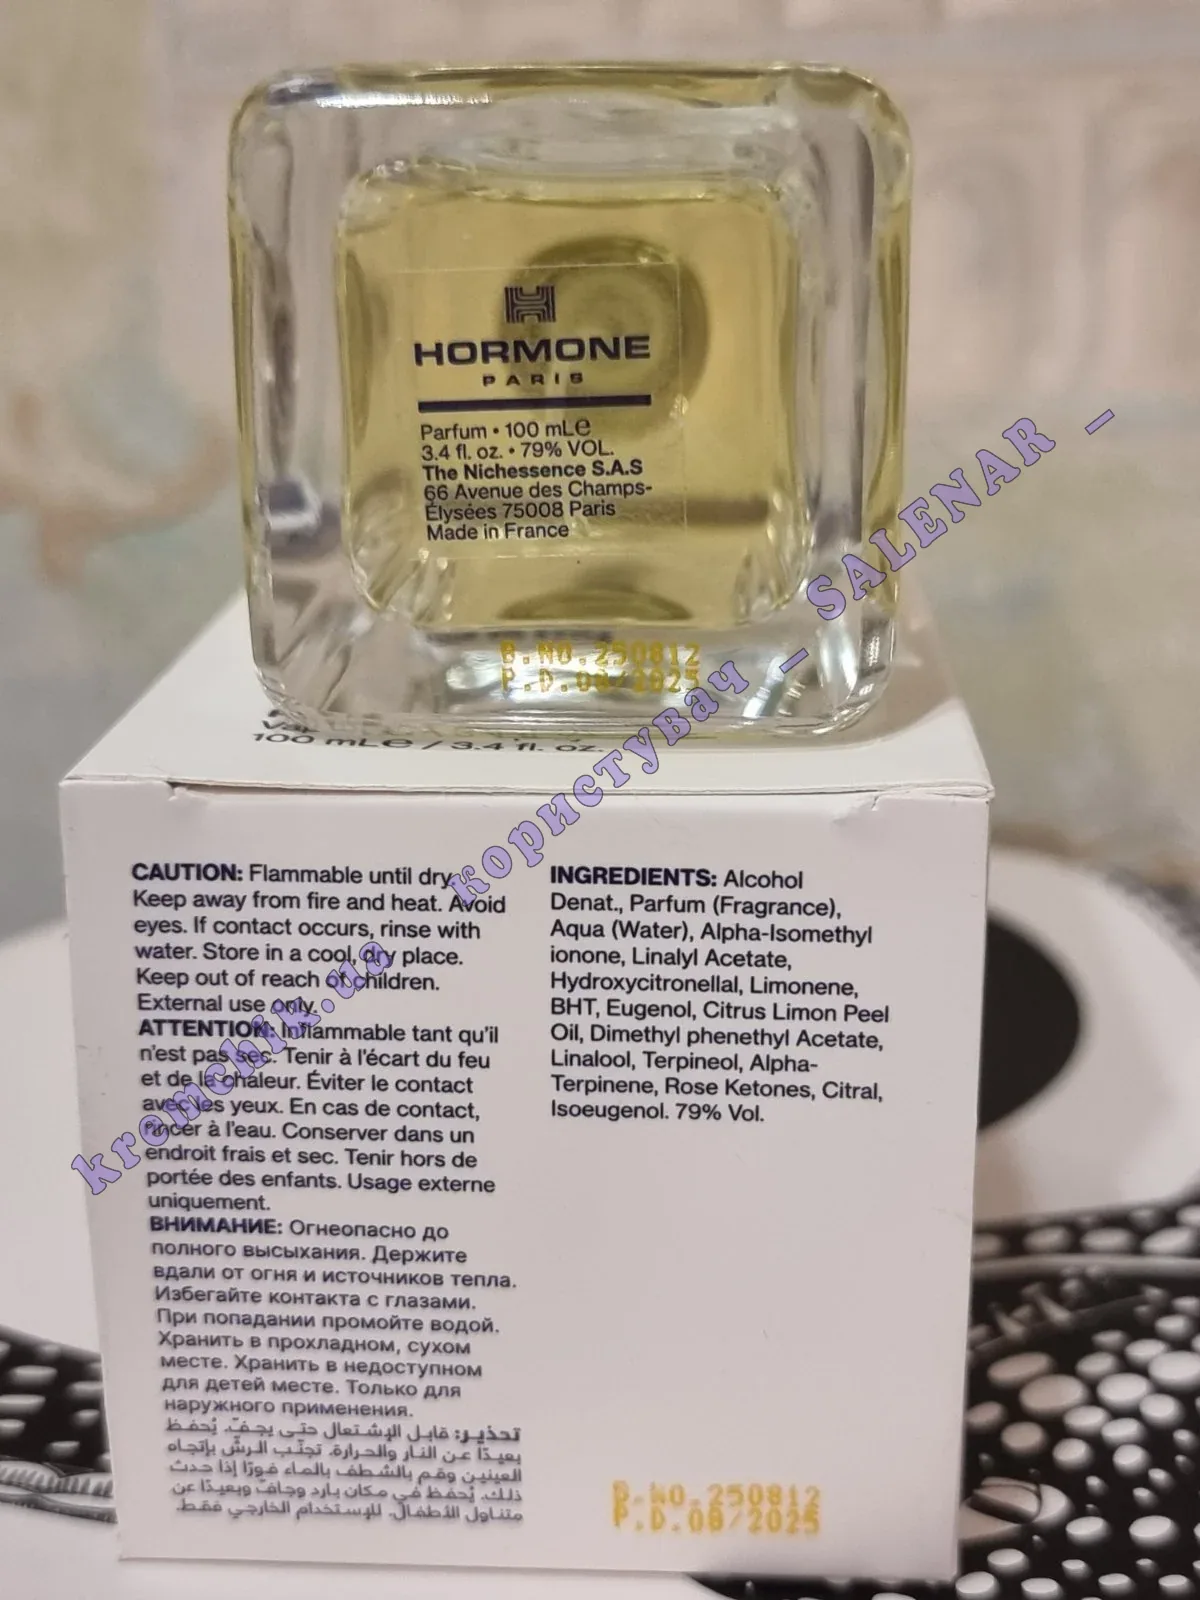 HORMONE
PARIS
Parfum • 100 mL℮
3.4 fl. oz. • 79% VOL.
The Nichessence S.A.S
66 Avenue des Champs-
Élysées 75008 Paris
Made in France
B.NO.250812
P.D.08/2025
100 mL℮ / 3.4 fl. oz.
CAUTION: Flammable until dry.
Keep away from fire and heat. Avoid
eyes. If contact occurs, rinse with
water. Store in a cool, dry place.
Keep out of reach of children.
External use only.
ATTENTION: Inflammable tant qu'il
n'est pas sec. Tenir à l'écart du feu
et de la chaleur. Éviter le contact
avec les yeux. En cas de contact,
rincer à l'eau. Conserver dans un
endroit frais et sec. Tenir hors de
portée des enfants. Usage externe
uniquement.
ВНИМАНИЕ: Огнеопасно до
полного высыхания. Держите
вдали от огня и источников тепла.
Избегайте контакта с глазами.
При попадании промойте водой.
Хранить в прохладном, сухом
месте. Хранить в недоступном
для детей месте. Только для
наружного применения.
تحذير: قابل الإشتعال حتى يجفّ. يُحفظ
بعيدًا عن النار والحرارة. تجنّب الرشّ بإتجاه
العينين وقم بالشطف بالماء فورًا إذا حدث
ذلك. يُحفظ في مكان بارد وجافّ وبعيدًا عن
متناول الأطفال. للإستخدام الخارجي فقط.
INGREDIENTS: Alcohol
Denat., Parfum (Fragrance),
Aqua (Water), Alpha-Isomethyl
ionone, Linalyl Acetate,
Hydroxycitronellal, Limonene,
BHT, Eugenol, Citrus Limon Peel
Oil, Dimethyl phenethyl Acetate,
Linalool, Terpineol, Alpha-
Terpinene, Rose Ketones, Citral,
Isoeugenol. 79% Vol.
B.NO.250812
P.D.08/2025
kremchik.ua користувач _ SALENAR _